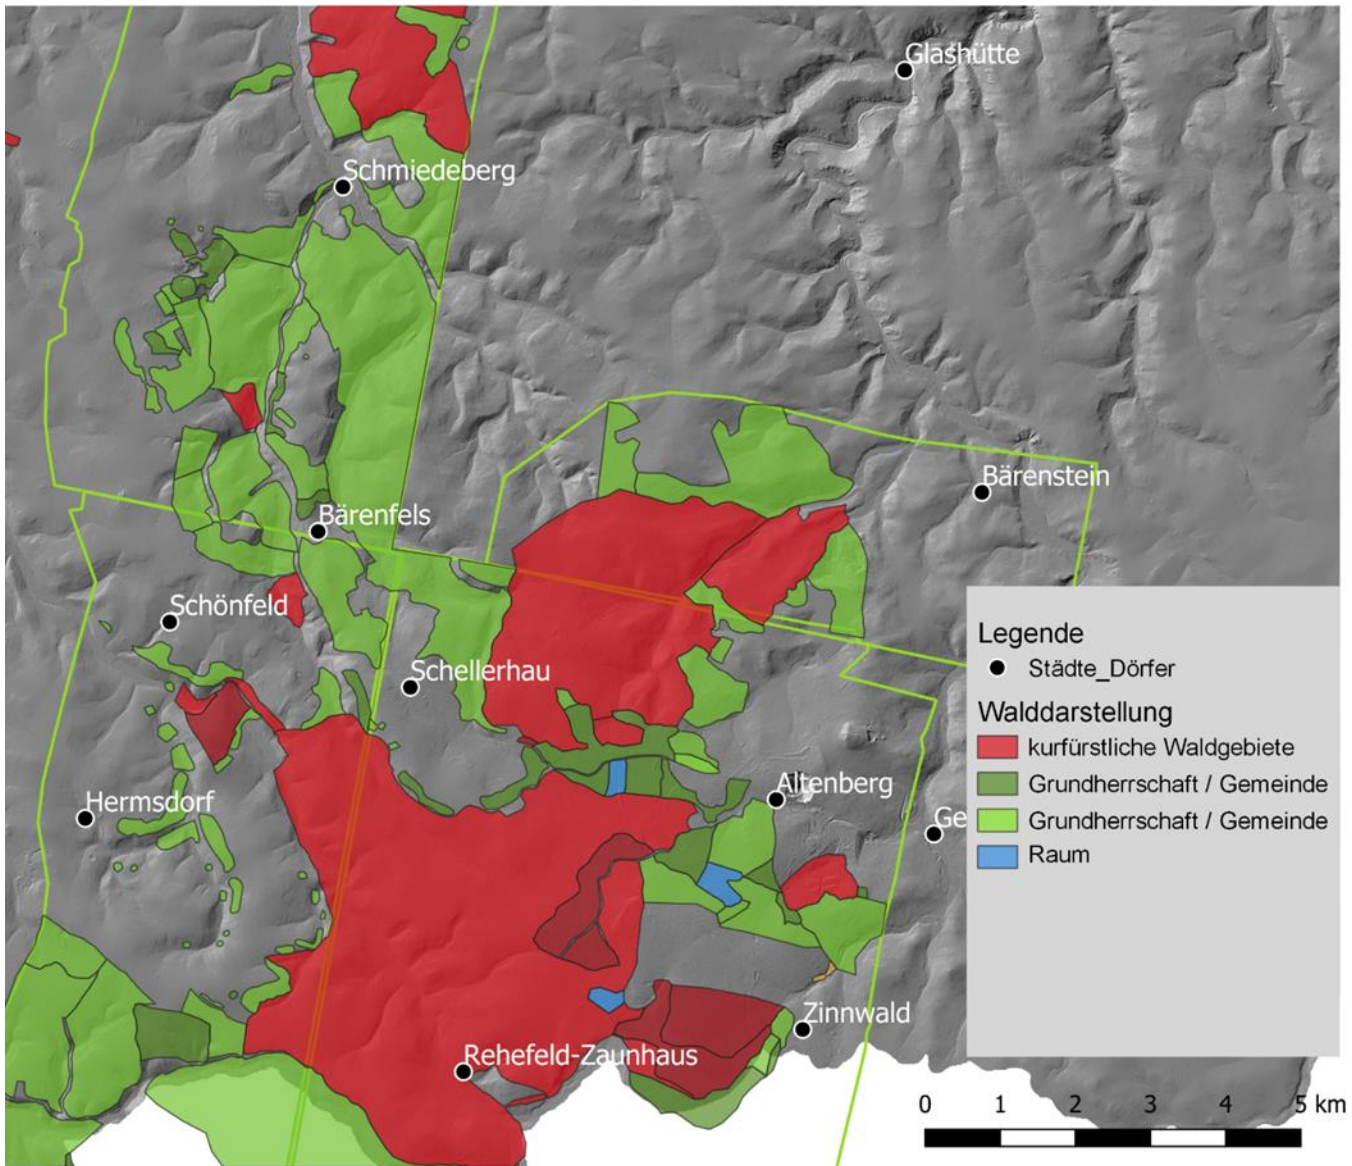 Glashütte
Schmiedeberg
Bärenstein
Bärenfels
Schönfeld
Schellerhau
Altenberg
Hermsdorf
Ge
Zinnwald
Rehefeld-Zaunhaus
Legende
Städte_Dörfer
Walddarstellung
kurfürstliche Waldgebiete
Grundherrschaft / Gemeinde
Grundherrschaft / Gemeinde
Raum
0 1 2 3 4 5 km